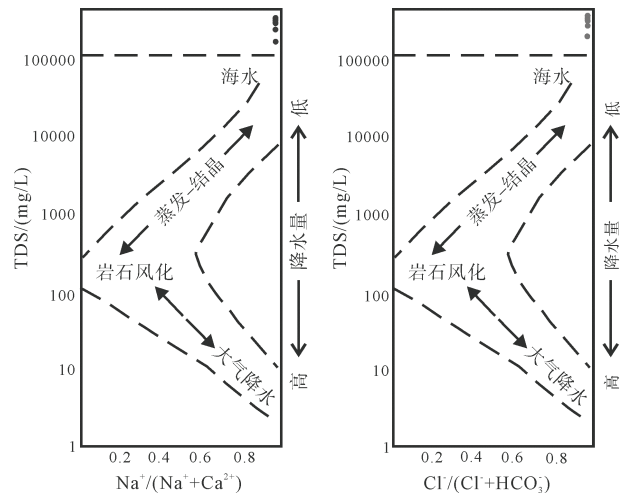 TDS/(mg/L)
100000
10000
1000
100
10
1
海水
蒸发-结晶
岩石风化
大气降水
0.2 0.4 0.6 0.8
Na⁺/(Na⁺+Ca²⁺)
低
降水量
高
TDS/(mg/L)
100000
10000
1000
100
10
1
海水
蒸发-结晶
岩石风化
大气降水
0.2 0.4 0.6 0.8
Cl⁻/(Cl⁻+HCO₃⁻)
低
降水量
高